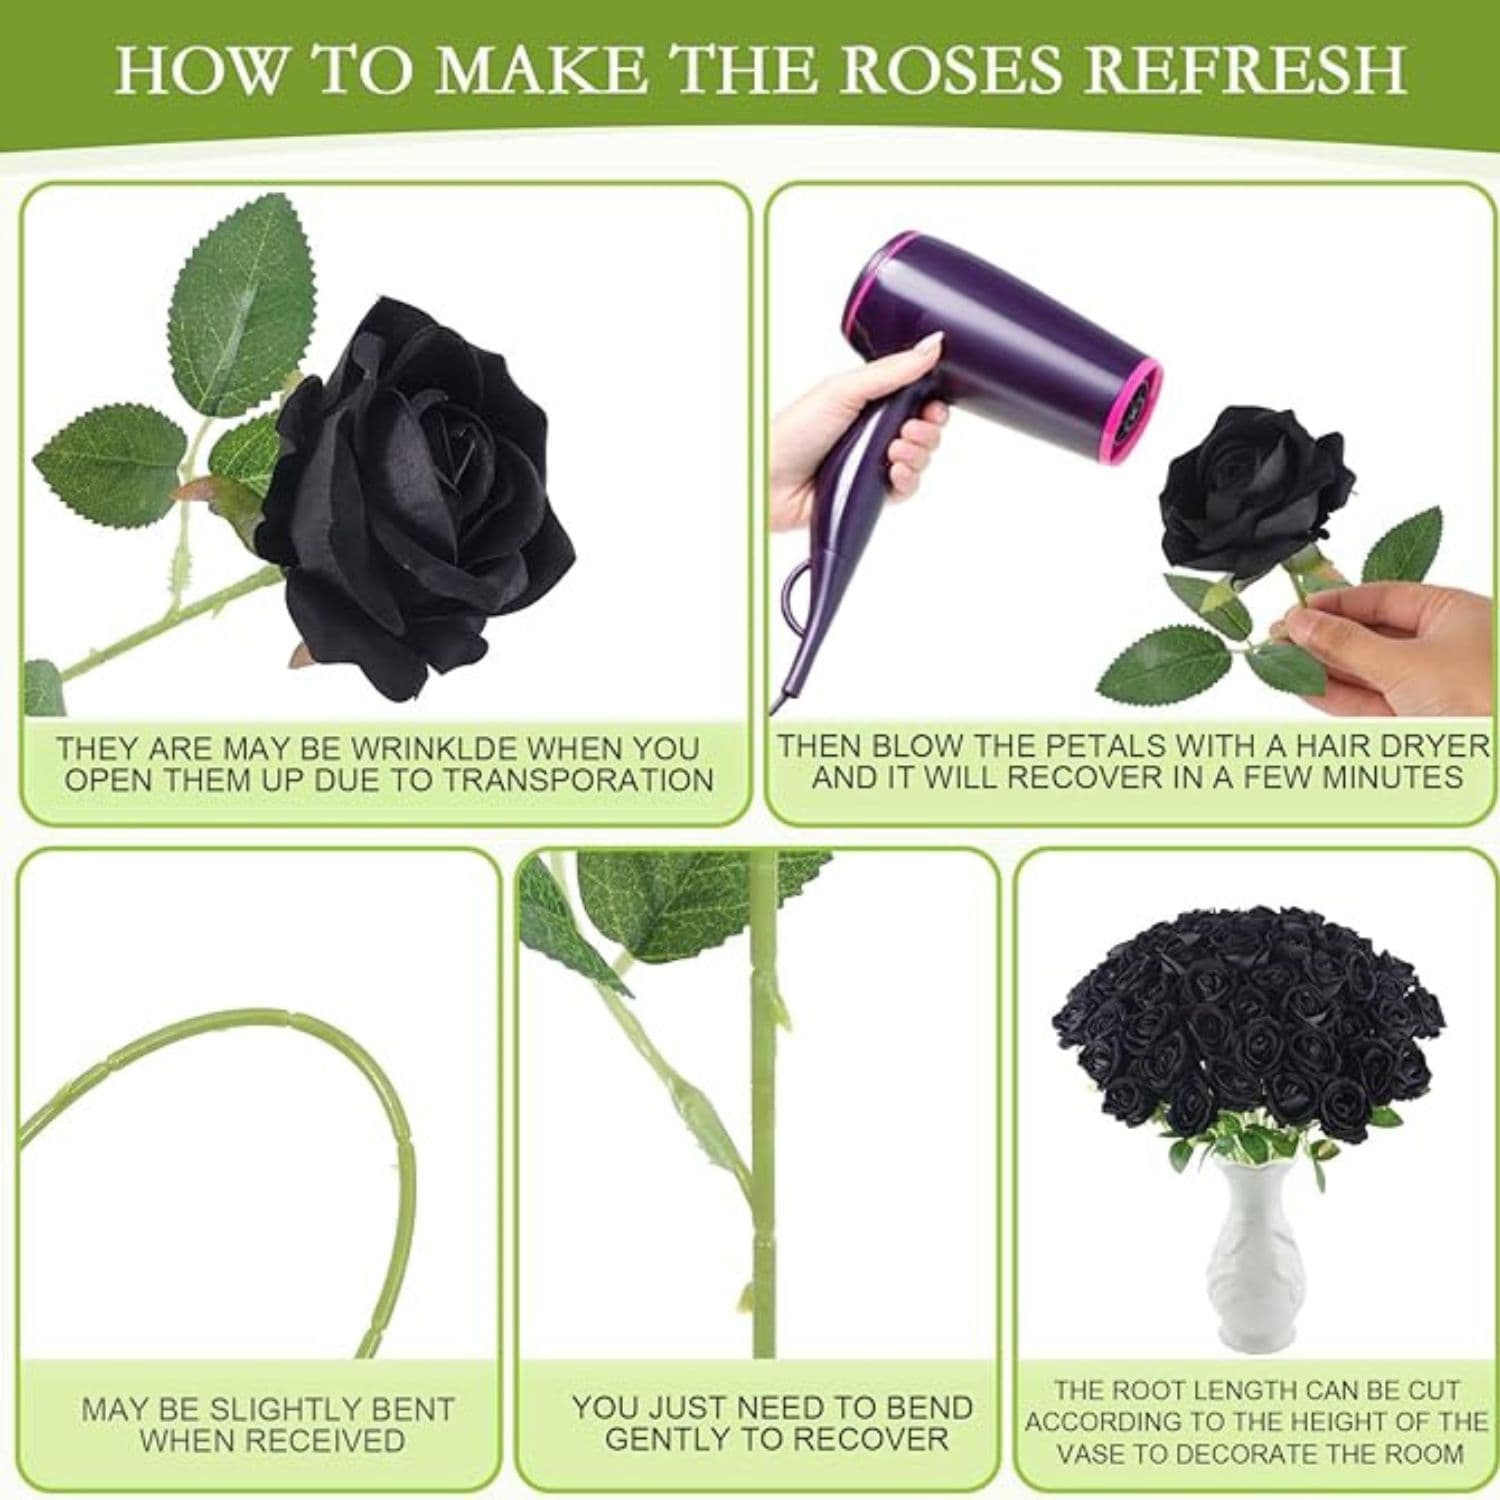 HOW TO MAKE THE ROSES REFRESH
THEY ARE MAY BE WRINKLDE WHEN YOU
OPEN THEM UP DUE TO TRANSPORATION
THEN BLOW THE PETALS WITH A HAIR DRYER
AND IT WILL RECOVER IN A FEW MINUTES
MAY BE SLIGHTLY BENT
WHEN RECEIVED
YOU JUST NEED TO BEND
GENTLY TO RECOVER
THE ROOT LENGTH CAN BE CUT
ACCORDING TO THE HEIGHT OF THE
VASE TO DECORATE THE ROOM